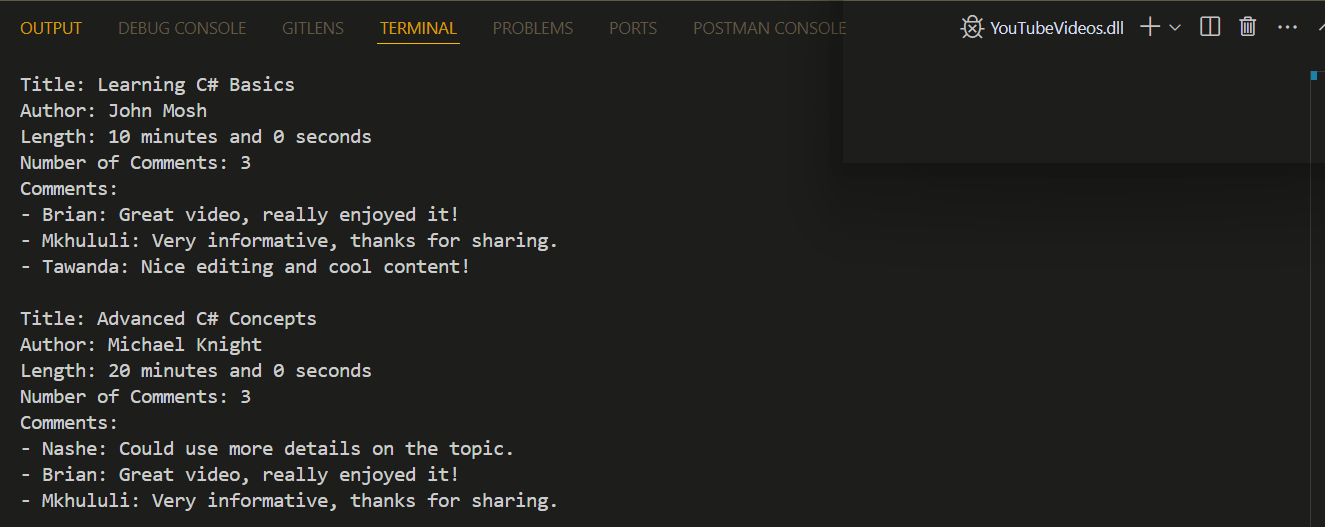 OUTPUT DEBUG CONSOLE GITLENS TERMINAL PROBLEMS PORTS POSTMAN CONSOLE YouTubeVideos.dll
Title: Learning C# Basics
Author: John Mosh
Length: 10 minutes and 0 seconds
Number of Comments: 3
Comments:
- Brian: Great video, really enjoyed it!
- Mkhululi: Very informative, thanks for sharing.
- Tawanda: Nice editing and cool content!
Title: Advanced C# Concepts
Author: Michael Knight
Length: 20 minutes and 0 seconds
Number of Comments: 3
Comments:
- Nashe: Could use more details on the topic.
- Brian: Great video, really enjoyed it!
- Mkhululi: Very informative, thanks for sharing.